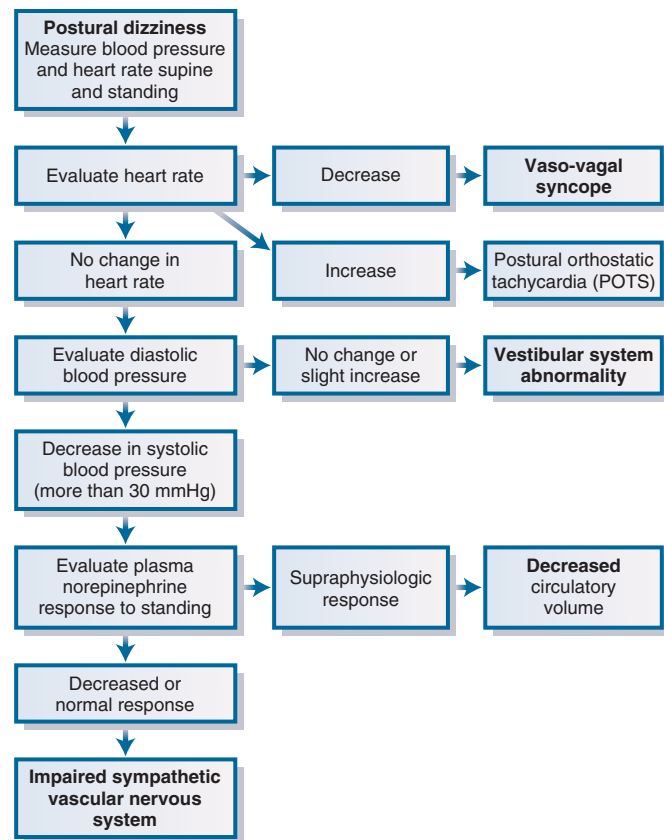 Postural dizziness
Measure blood pressure
and heart rate supine
and standing
Evaluate heart rate
Decrease
Vaso-vagal
syncope
No change in
heart rate
Increase
Postural orthostatic
tachycardia (POTS)
Evaluate diastolic
blood pressure
No change or
slight increase
Vestibular system
abnormality
Decrease in systolic
blood pressure
(more than 30 mmHg)
Evaluate plasma
norepinephrine
response to standing
Supraphysiologic
response
Decreased
circulatory
volume
Decreased or
normal response
Impaired sympathetic
vascular nervous
system